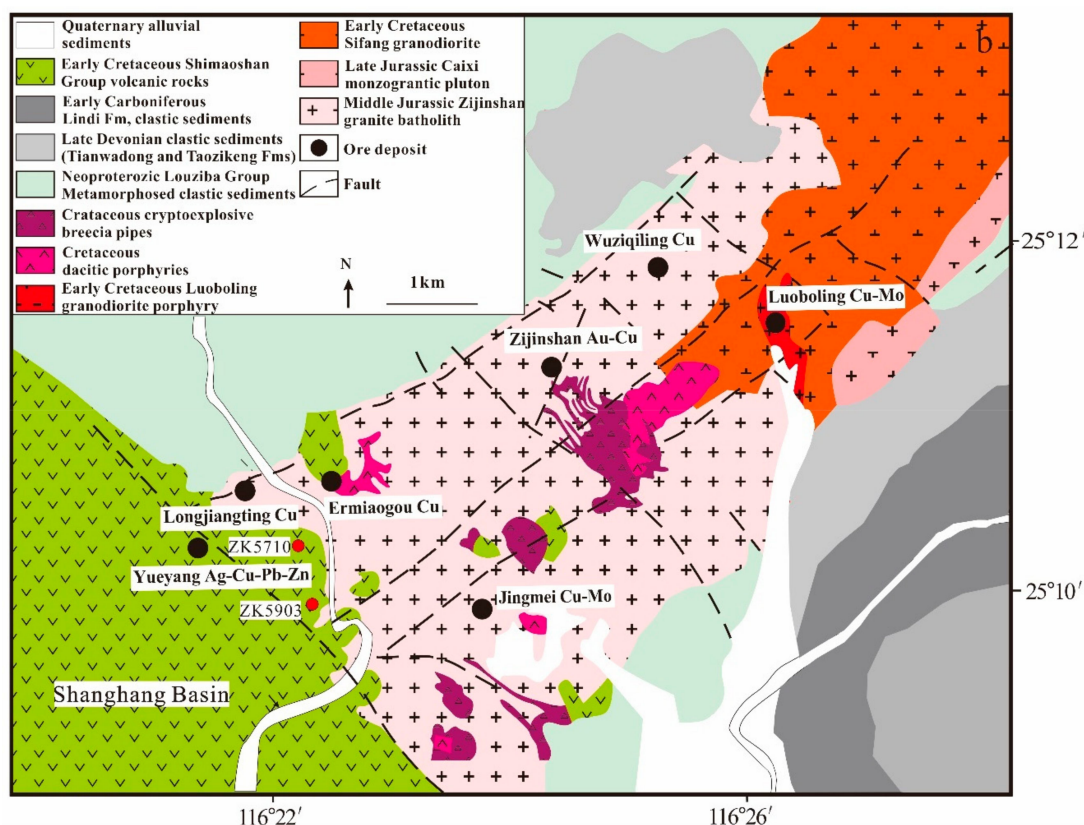 Quaternary alluvial
sediments
Early Cretaceous Shimaoshan
Group volcanic rocks
Early Carboniferous
Lindi Fm, clastic sediments
Late Devonian clastic sediments
(Tianwadong and Taozikeng Fms)
Neoproterozic Louziba Group
Metamorphosed clastic sediments
Crataceous cryptoexplosive
breccia pipes
Cretaceous
dacitic porphyries
Early Cretaceous Luoboling
granodiorite porphyry
Early Cretaceous
Sifang granodiorite
Late Jurassic Caixi
monzograntic pluton
Middle Jurassic Zijinshan
granite batholith
Ore deposit
Fault
N
1km
b
25°12′
Wuziqiling Cu
Luoboling Cu-Mo
Zijinshan Au-Cu
Ermiaogou Cu
Longjiangting Cu
ZK5710
Yueyang Ag-Cu-Pb-Zn
25°10′
Jingmei Cu-Mo
ZK5903
Shanghang Basin
116°22′
116°26′